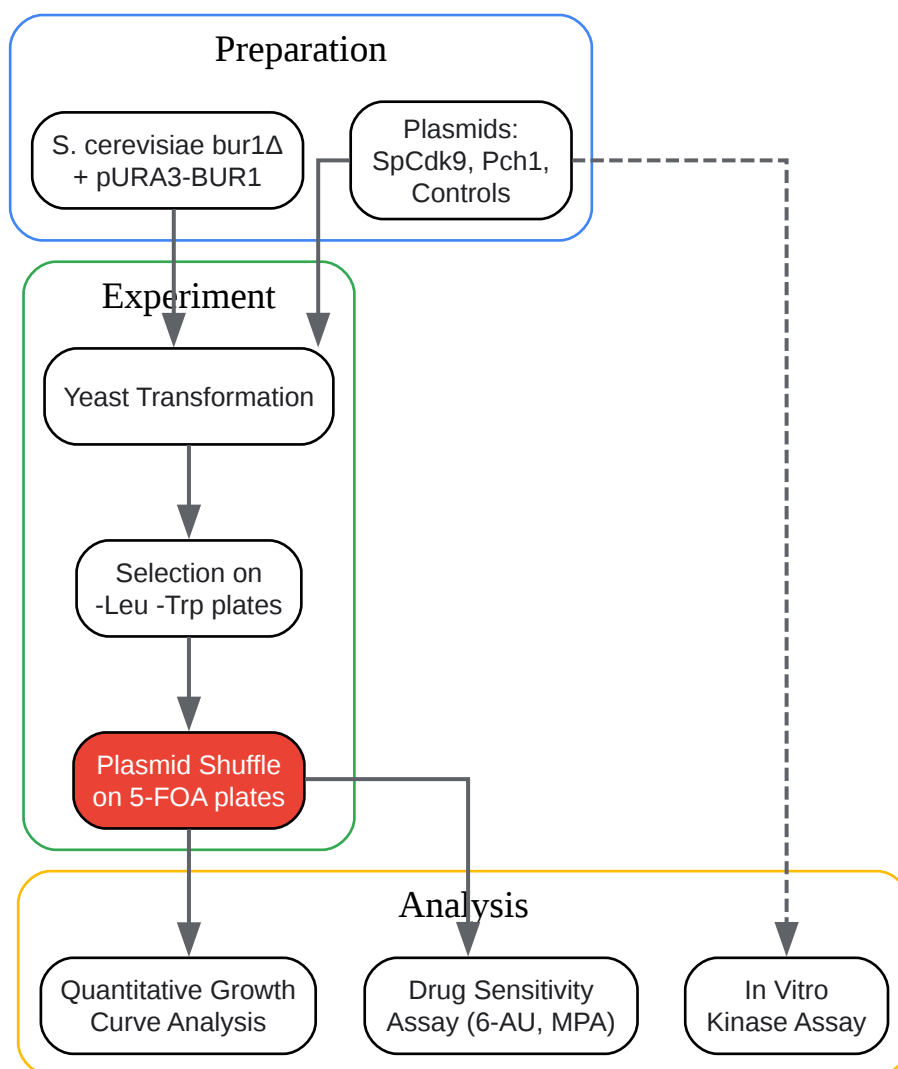 Preparation
S. cerevisiae bur1Δ
+ pURA3-BUR1
Plasmids:
SpCdk9, Pch1,
Controls
Experiment
Yeast Transformation
Selection on
-Leu -Trp plates
Plasmid Shuffle
on 5-FOA plates
Analysis
Quantitative Growth
Curve Analysis
Drug Sensitivity
Assay (6-AU, MPA)
In Vitro
Kinase Assay